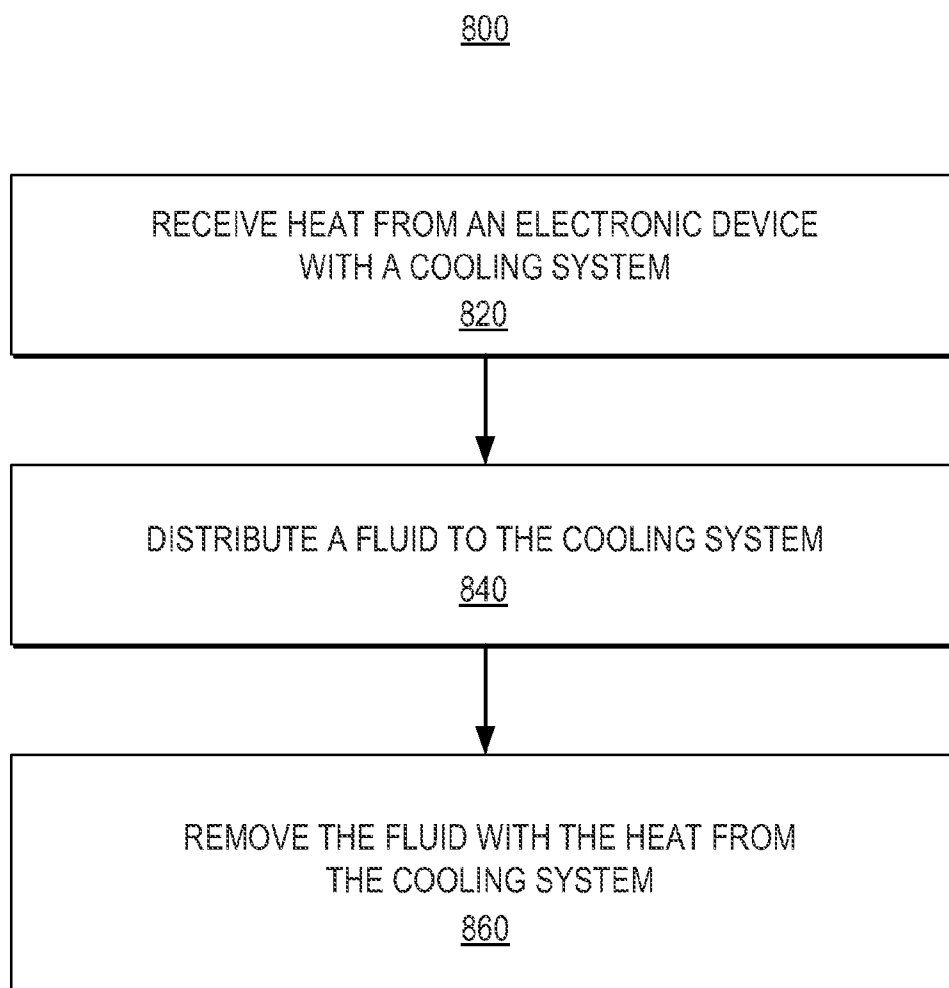 800
RECEIVE HEAT FROM AN ELECTRONIC DEVICE
WITH A COOLING SYSTEM
820
DISTRIBUTE A FLUID TO THE COOLING SYSTEM
840
REMOVE THE FLUID WITH THE HEAT FROM
THE COOLING SYSTEM
860